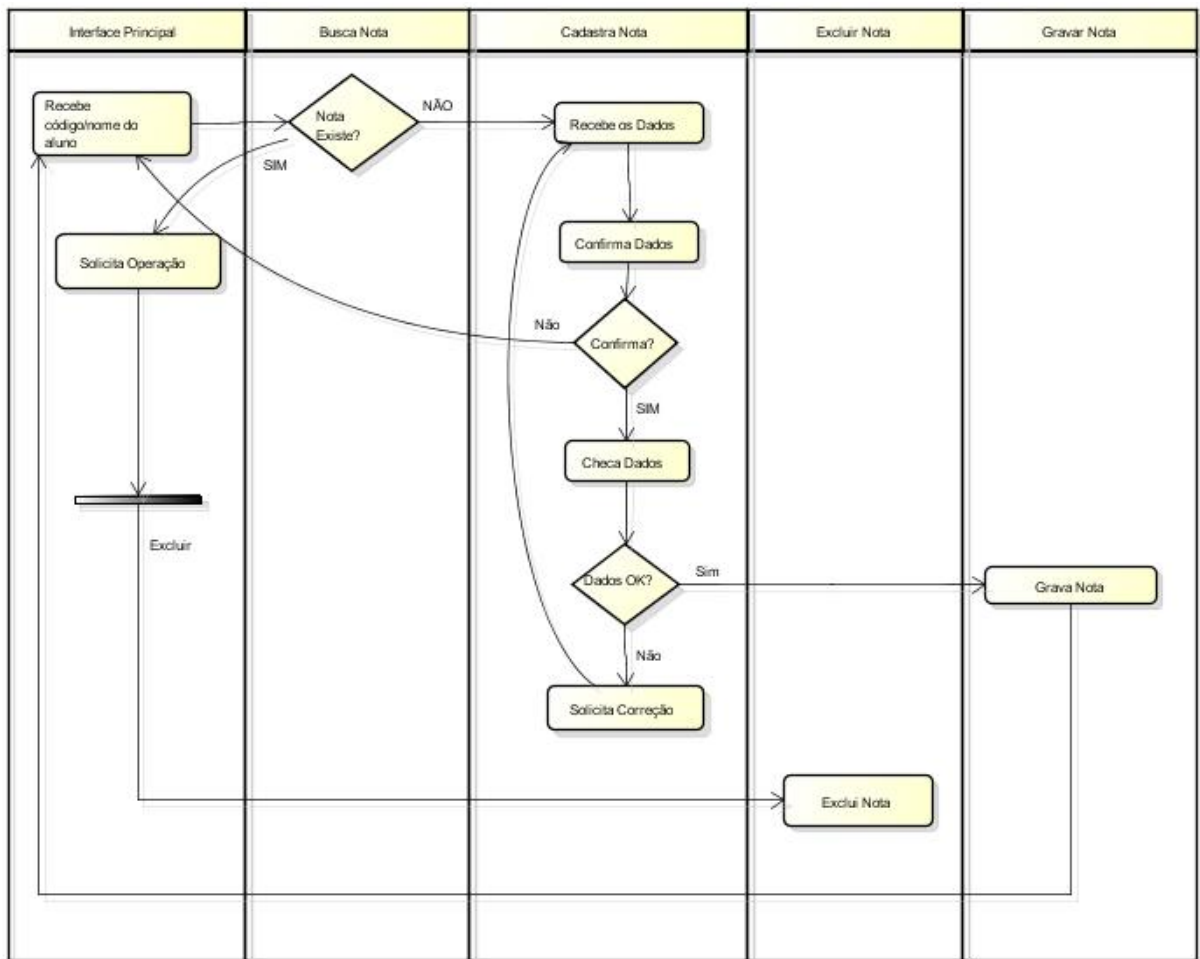 Interface Principal
Busca Nota
Cadastra Nota
Excluir Nota
Gravar Nota
Recebe
código/nome do
aluno
Nota
Existe?
NÃO
Recebe os Dados
SIM
Solicita Operação
Confirma Dados
Não
Confirma?
SIM
Checa Dados
Excluir
Dados OK?
Sim
Grava Nota
Não
Solicita Correção
Exclui Nota